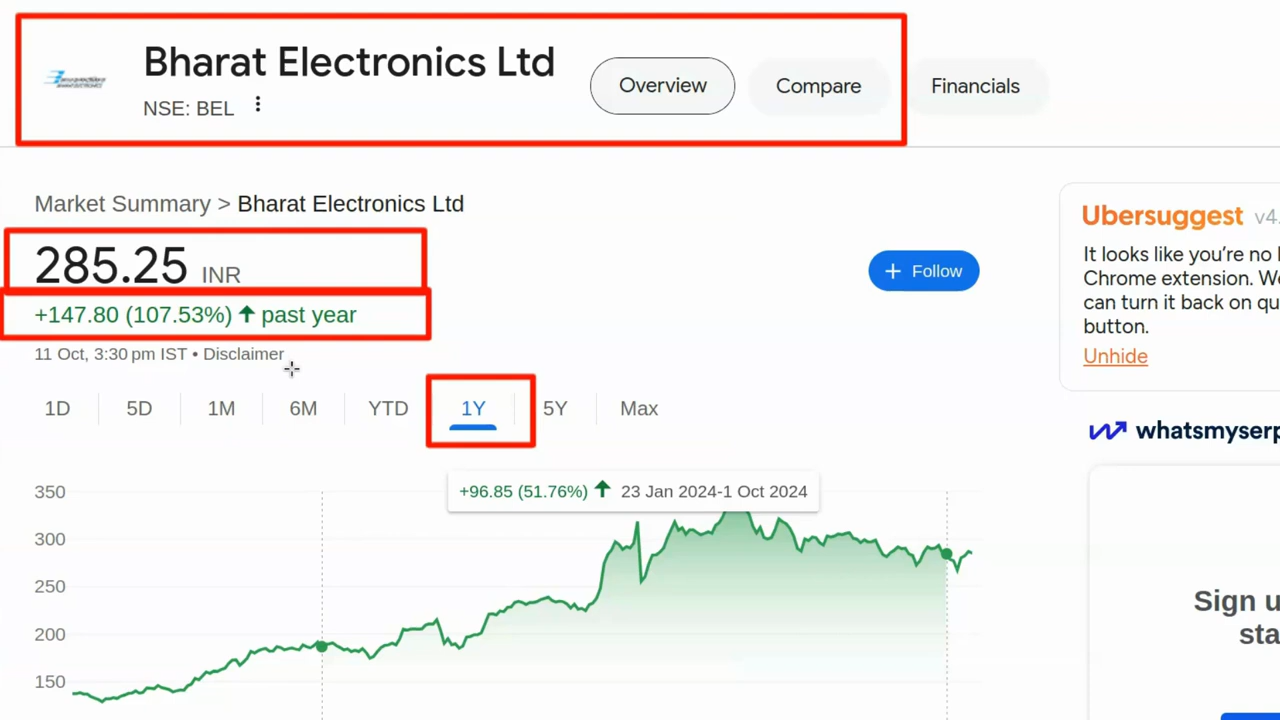 Bharat Electronics Ltd
NSE: BEL
Overview
Compare
Financials
Market Summary > Bharat Electronics Ltd
285.25 INR
+147.80 (107.53%) ↑ past year
11 Oct, 3:30 pm IST • Disclaimer
+ Follow
1D 5D 1M 6M YTD 1Y 5Y Max
+96.85 (51.76%) ↑ 23 Jan 2024-1 Oct 2024
350
300
250
200
150
Ubersuggest v4.
It looks like you're no
Chrome extension. We
can turn it back on qu
button.
Unhide
whatsmyserp
Sign u
sta